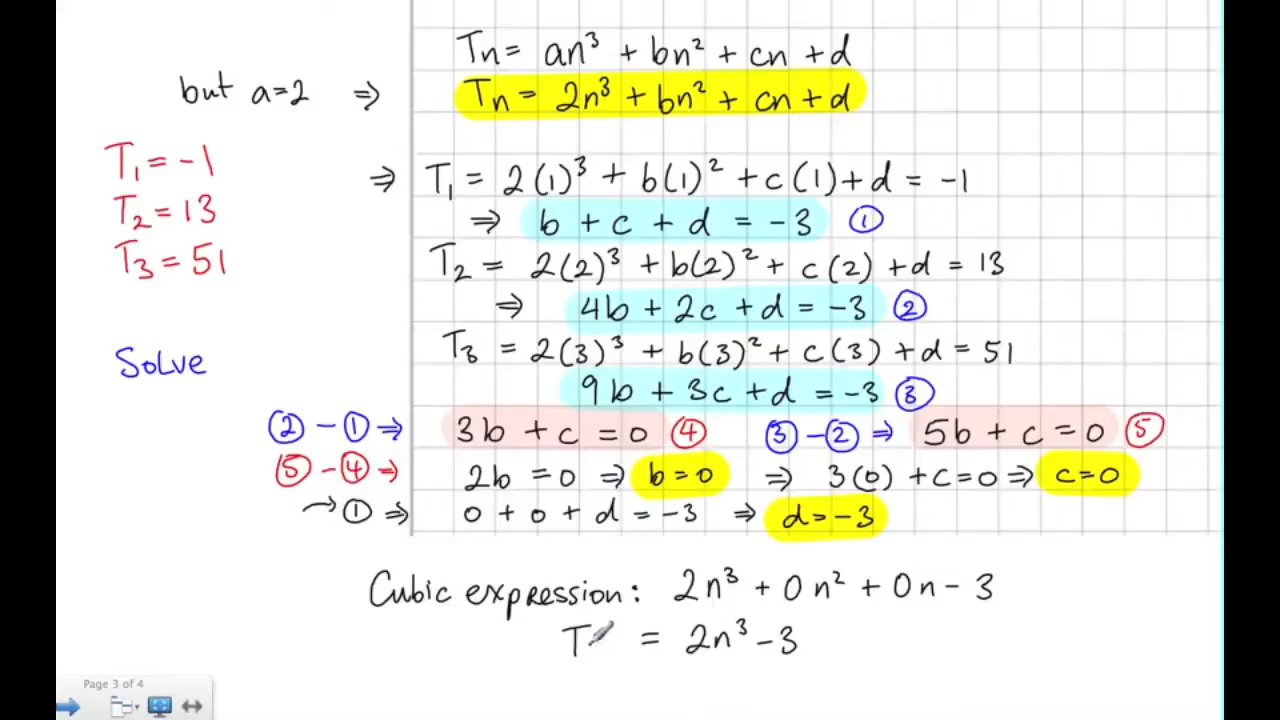 Tn = an³ + bn² + cn + d
but a=2 ⇒ Tn = 2n³ + bn² + cn + d
T₁ = -1
T₂ = 13
T₃ = 51
⇒ T₁ = 2(1)³ + b(1)² + c(1) + d = -1
⇒ b + c + d = -3 ①
T₂ = 2(2)³ + b(2)² + c(2) + d = 13
⇒ 4b + 2c + d = -3 ②
T₃ = 2(3)³ + b(3)² + c(3) + d = 51
9b + 3c + d = -3 ③
Solve
② - ① ⇒ 3b + c = 0 ④ ③ - ② ⇒ 5b + c = 0 ⑤
⑤ - ④ ⇒ 2b = 0 ⇒ b = 0 ⇒ 3(0) + c = 0 ⇒ c = 0
→ ① ⇒ 0 + 0 + d = -3 ⇒ d = -3
Cubic expression: 2n³ + 0n² + 0n - 3
T = 2n³ - 3
Page 3 of 4